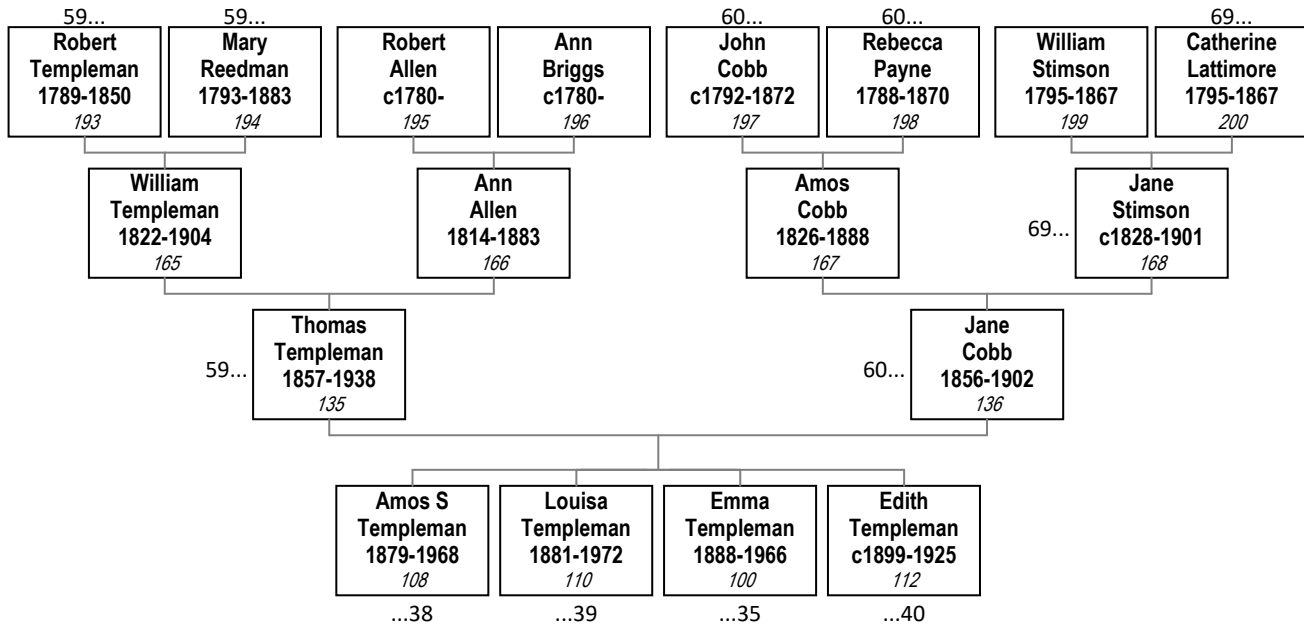 59...
Robert
Templeman
1789-1850
193
59...
Mary
Reedman
1793-1883
194
Robert
Allen
c1780-
195
Ann
Briggs
c1780-
196
60...
John
Cobb
c1792-1872
197
60...
Rebecca
Payne
1788-1870
198
William
Stimson
1795-1867
199
69...
Catherine
Lattimore
1795-1867
200
William
Templeman
1822-1904
165
Ann
Allen
1814-1883
166
Amos
Cobb
1826-1888
167
69...
Jane
Stimson
c1828-1901
168
59...
Thomas
Templeman
1857-1938
135
60...
Jane
Cobb
1856-1902
136
Amos S
Templeman
1879-1968
108
...38
Louisa
Templeman
1881-1972
110
...39
Emma
Templeman
1888-1966
100
...35
Edith
Templeman
c1899-1925
112
...40